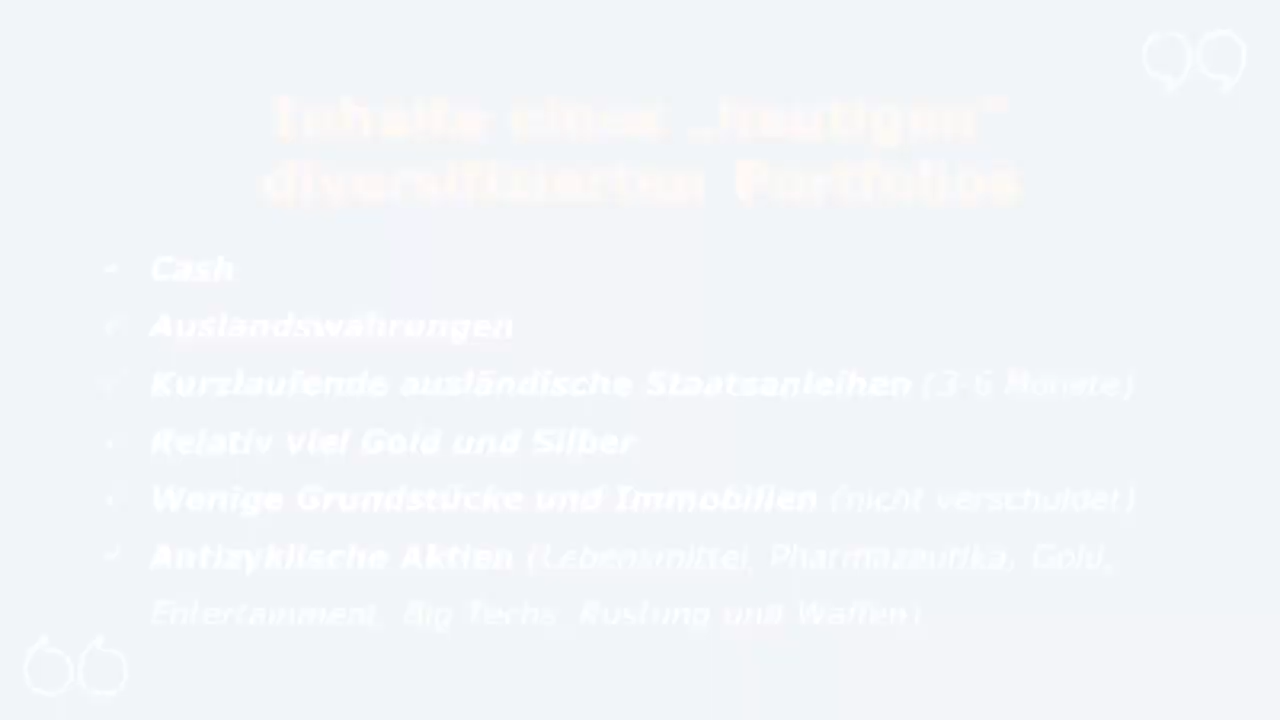 Inhalte eines „heutigen“
diversifizierten Portfolios
Cash
Auslandswährungen
Kurzlaufende ausländische Staatsanleihen (3-6 Monate)
Relativ viel Gold und Silber
Wenige Grundstücke und Immobilien (nicht verschuldet)
Antizyklische Aktien (Lebensmittel, Pharmazeutika, Gold,
Entertainment, Big Techs, Rüstung und Waffen)